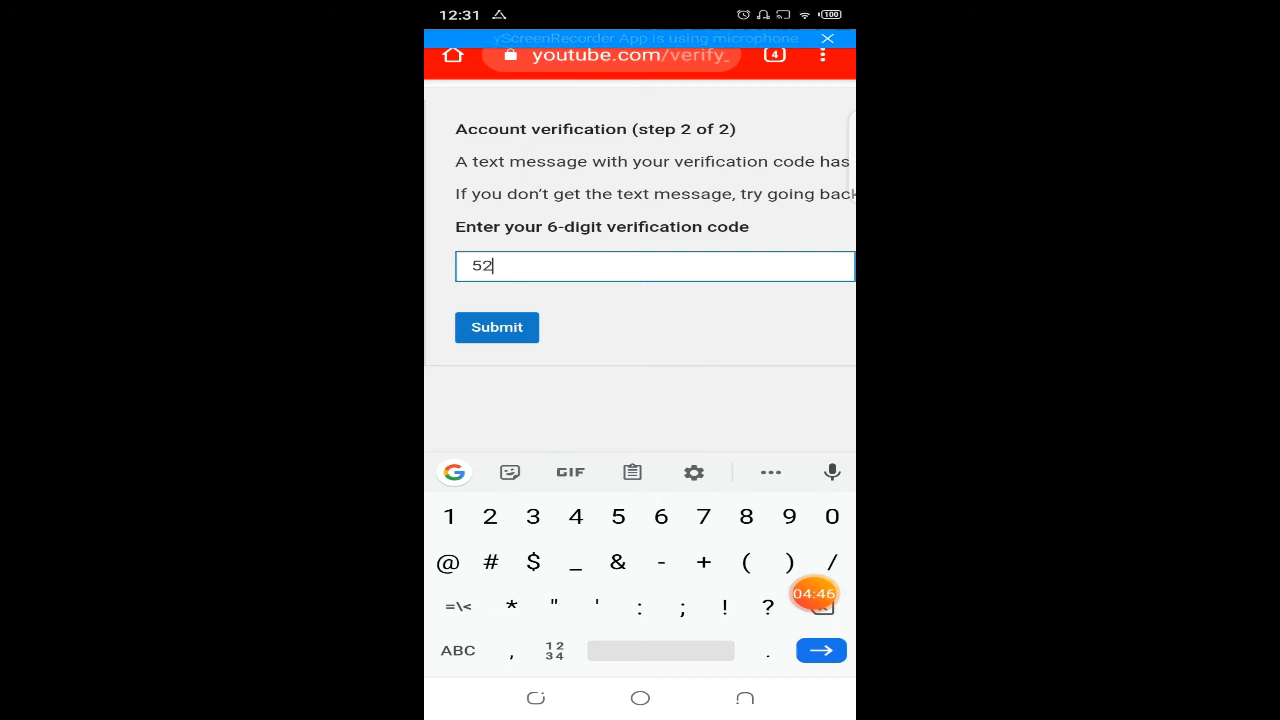 12:31
100
yScreenRecorder App is using microphone
youtube.com/verify_
4
Account verification (step 2 of 2)
A text message with your verification code has
If you don't get the text message, try going back
Enter your 6-digit verification code
52
Submit
G GIF
1 2 3 4 5 6 7 8 9 0
@ # $ _ & - + ( ) /
=\< * " ' : ; ! ?
04:46
ABC , 12 34 .